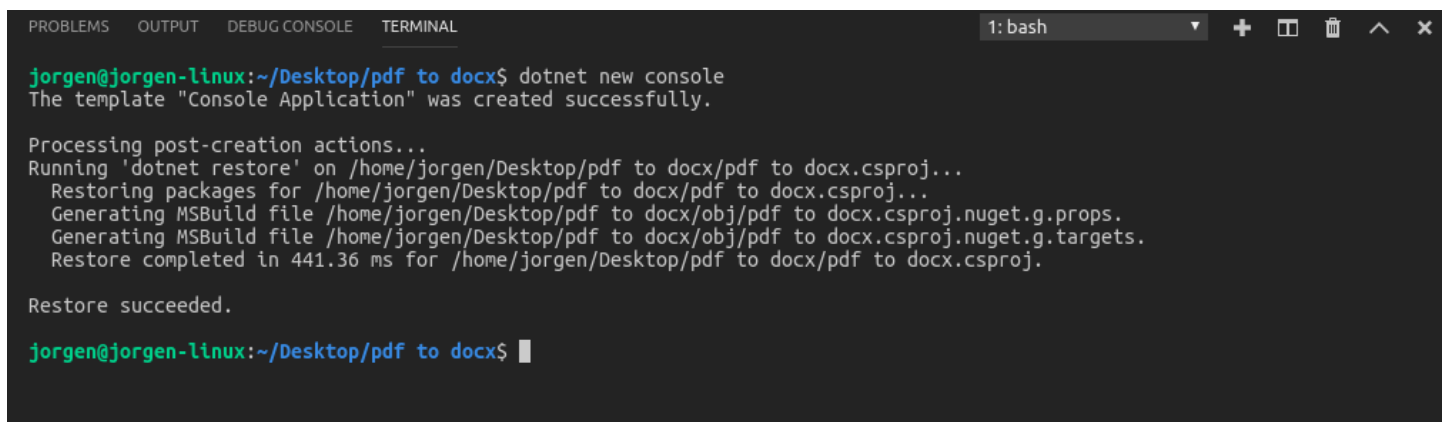 PROBLEMS OUTPUT DEBUG CONSOLE TERMINAL 1: bash
jorgen@jorgen-linux:~/Desktop/pdf to docx$ dotnet new console
The template "Console Application" was created successfully.
Processing post-creation actions...
Running 'dotnet restore' on /home/jorgen/Desktop/pdf to docx/pdf to docx.csproj...
Restoring packages for /home/jorgen/Desktop/pdf to docx/pdf to docx.csproj...
Generating MSBuild file /home/jorgen/Desktop/pdf to docx/obj/pdf to docx.csproj.nuget.g.props.
Generating MSBuild file /home/jorgen/Desktop/pdf to docx/obj/pdf to docx.csproj.nuget.g.targets.
Restore completed in 441.36 ms for /home/jorgen/Desktop/pdf to docx/pdf to docx.csproj.
Restore succeeded.
jorgen@jorgen-linux:~/Desktop/pdf to docx$